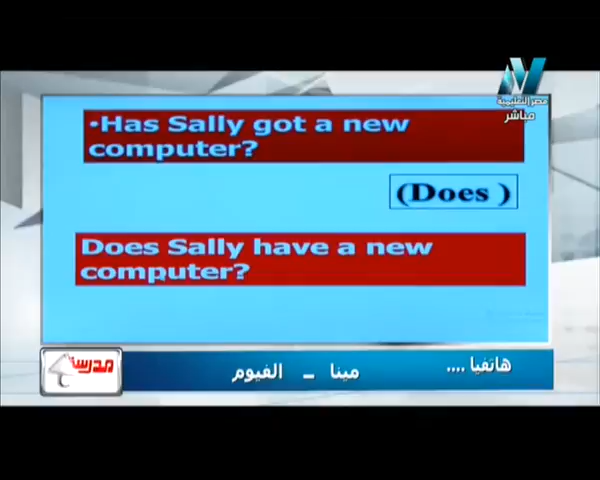 مصر التعليمية
مباشر
•Has Sally got a new
computer?
(Does )
Does Sally have a new
computer?
هاتفيا ....
مينا _ الفيوم
مدرستنا